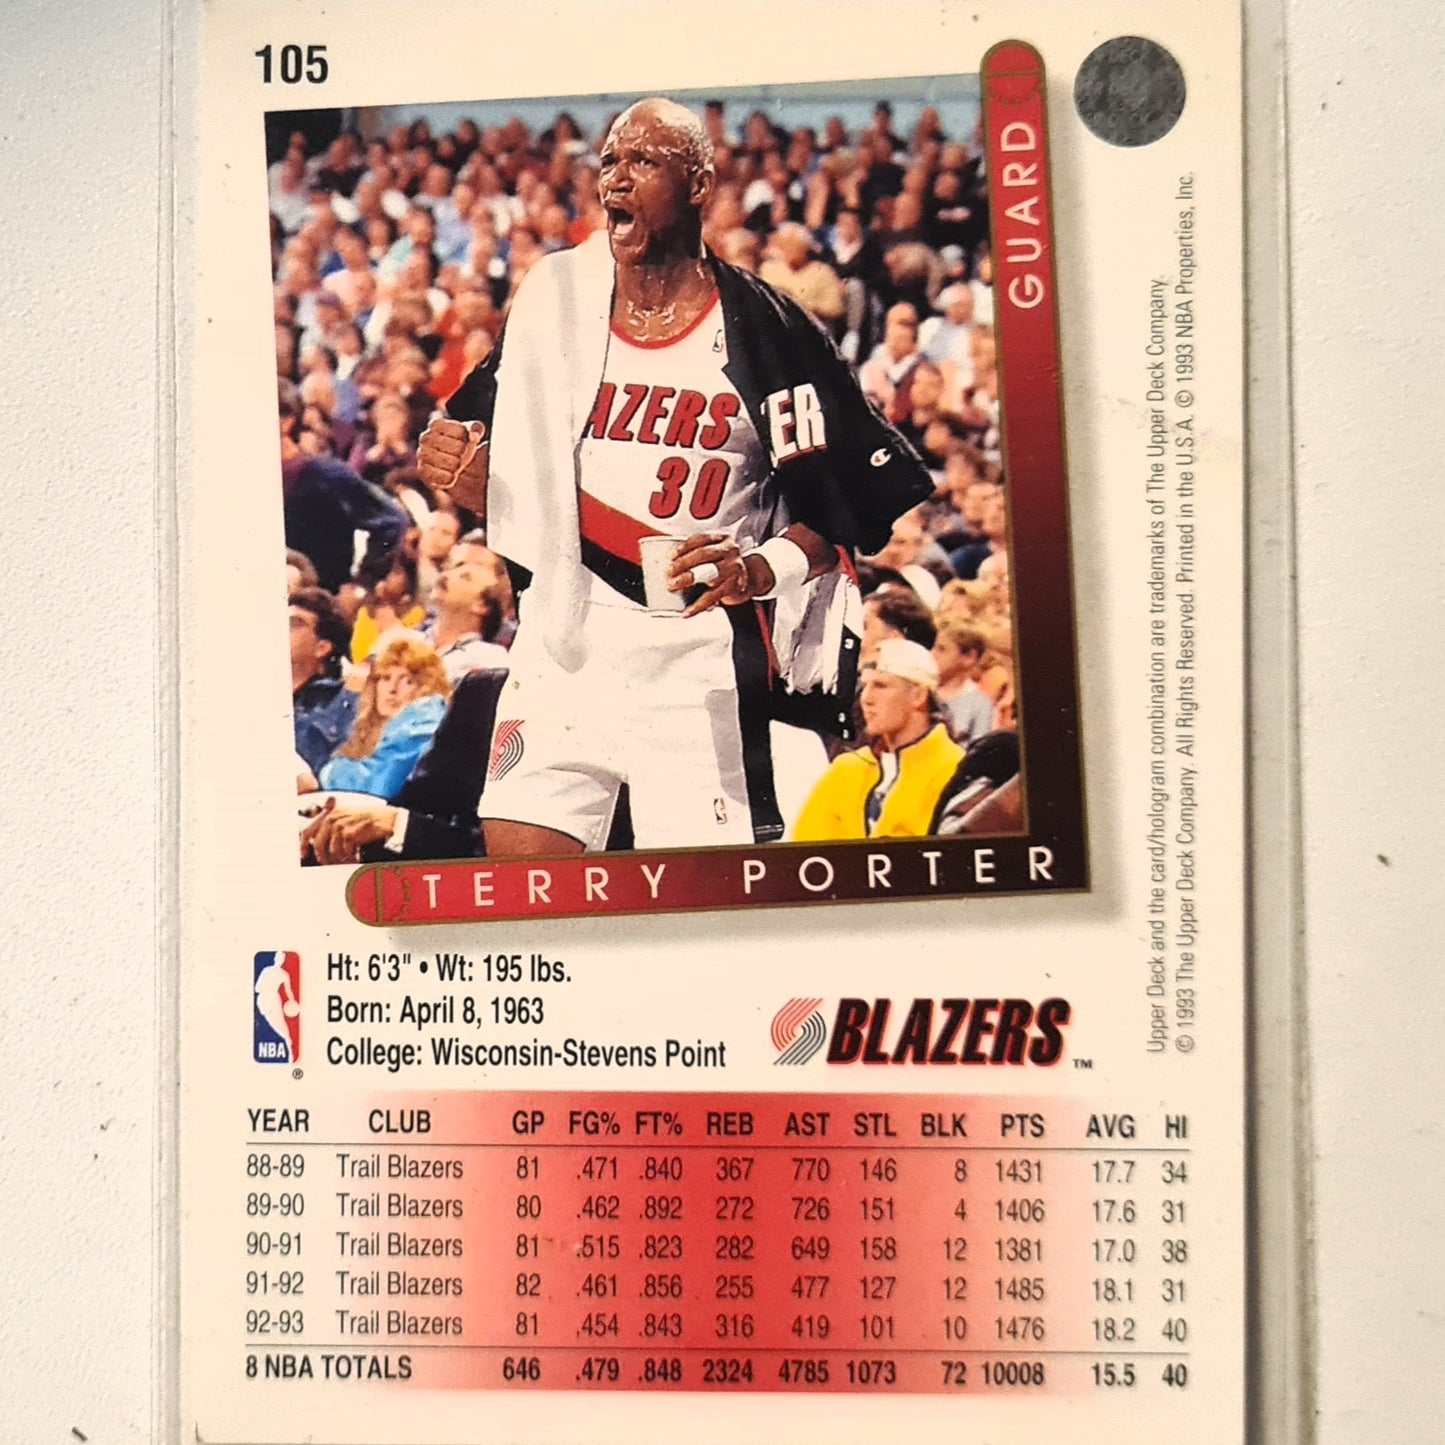 105
GUARD
AZERS
30
ER
TERRY PORTER
NBA
®
Ht: 6'3" • Wt: 195 lbs.
Born: April 8, 1963
College: Wisconsin-Stevens Point
BLAZERS
TM
Upper Deck and the card/hologram combination are trademarks of The Upper Deck Company.
© 1993 The Upper Deck Company. All Rights Reserved. Printed in the U.S.A. © 1993 NBA Properties, Inc.
YEAR CLUB GP FG% FT% REB AST STL BLK PTS AVG HI
88-89 Trail Blazers 81 .471 .840 367 770 146 8 1431 17.7 34
89-90 Trail Blazers 80 .462 .892 272 726 151 4 1406 17.6 31
90-91 Trail Blazers 81 .515 .823 282 649 158 12 1381 17.0 38
91-92 Trail Blazers 82 .461 .856 255 477 127 12 1485 18.1 31
92-93 Trail Blazers 81 .454 .843 316 419 101 10 1476 18.2 40
8 NBA TOTALS 646 .479 .848 2324 4785 1073 72 10008 15.5 40